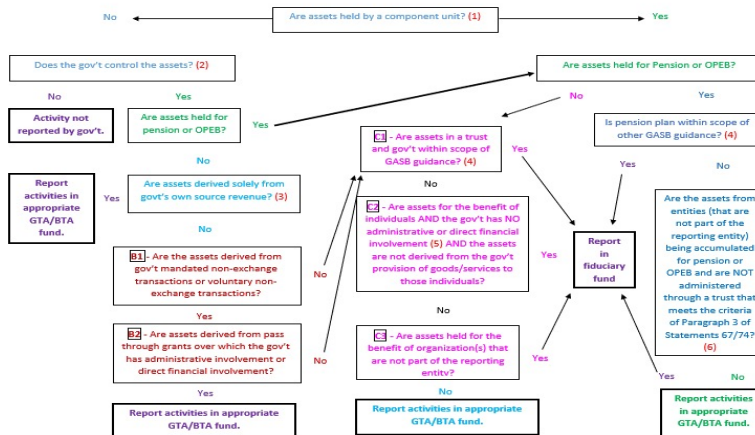 No
Are assets held by a component unit? (1)
Yes
Does the gov't control the assets? (2)
Are assets held for Pension or OPEB?
No
Yes
No
Yes
Activity not
reported by gov't.
Are assets held for
pension or OPEB?
Yes
C1 - Are assets in a trust
and gov't within scope of
GASB guidance? (4)
Yes
Is pension plan within scope of
other GASB guidance? (4)
No
Yes
No
No
Report
activities in
appropriate
GTA/BTA
fund.
Yes
Are assets derived solely from
govt's own source revenue? (3)
No
C2 - Are assets for the benefit of
individuals AND the gov't has NO
administrative or direct financial
involvement (5) AND the assets
are not derived from the gov't
provision of goods/services to
those individuals?
Yes
Report
in
fiduciary
fund
Are the assets from
entities (that are
not part of the
reporting entity)
being accumulated
for pension or
OPEB and are NOT
administered
through a trust that
meets the criteria
of Paragraph 3 of
Statements 67/74?
(6)
B1 - Are the assets derived from
gov't mandated non-exchange
transactions or voluntary non-
exchange transactions?
No
Yes
No
B2 - Are assets derived from pass
through grants over which the gov't
has administrative involvement or
direct financial involvement?
No
C3 - Are assets held for the
benefit of organization(s) that
are not part of the reporting
entity?
Yes
Yes
No
Yes
No
Report activities in appropriate
GTA/BTA fund.
Report activities in appropriate
GTA/BTA fund.
Report activities
in appropriate
GTA/BTA fund.